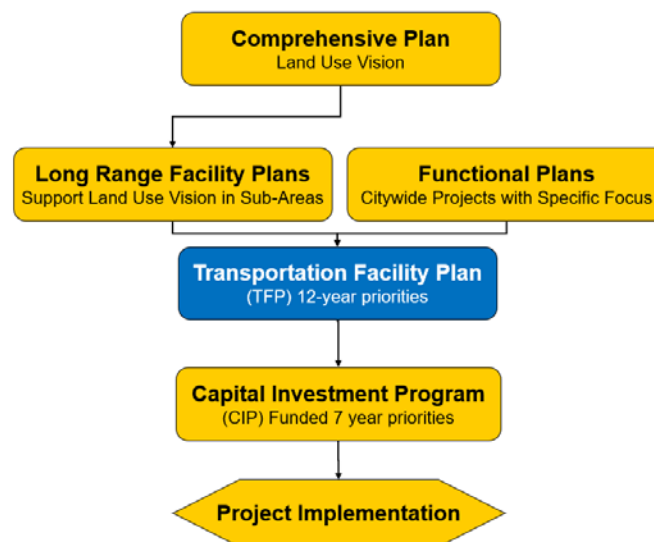 Comprehensive Plan
Land Use Vision
Long Range Facility Plans
Support Land Use Vision in Sub-Areas
Functional Plans
Citywide Projects with Specific Focus
Transportation Facility Plan
(TFP) 12-year priorities
Capital Investment Program
(CIP) Funded 7 year priorities
Project Implementation